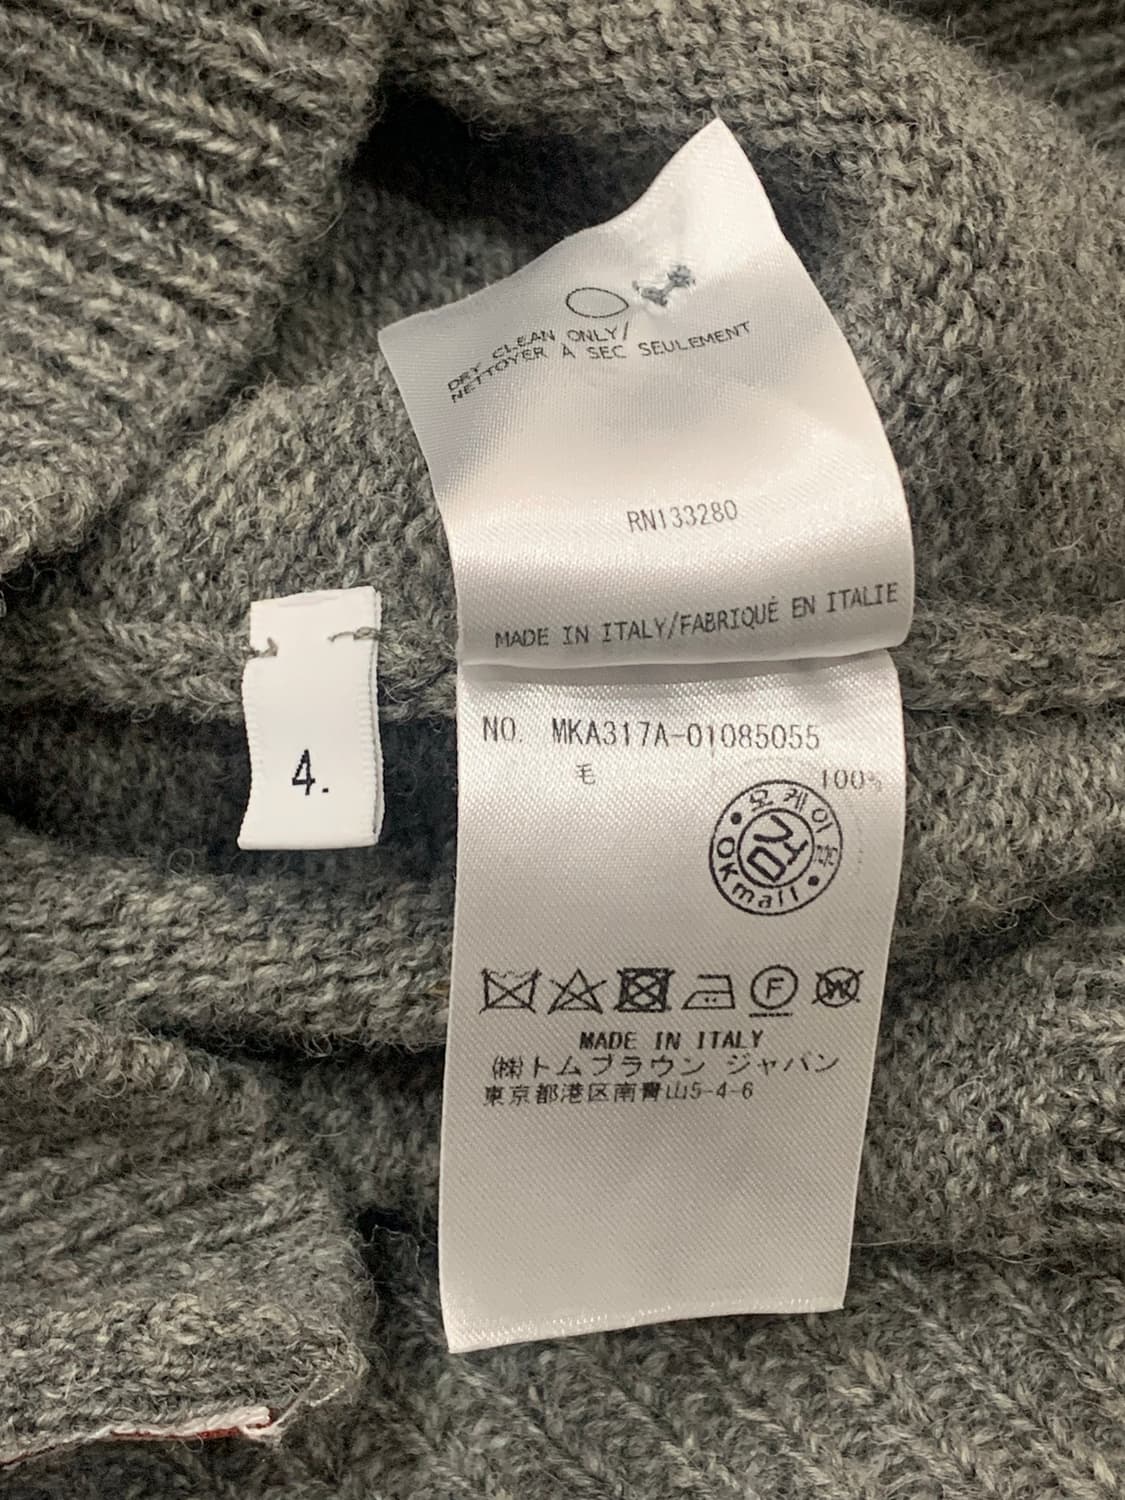 DRY CLEAN ONLY/
NETTOYER À SEC SEULEMENT
RN133280
MADE IN ITALY/FABRIQUÉ EN ITALIE
4.
NO. MKA317A-01085055
毛 100%
오케이몰
정
OKmall
F
W
MADE IN ITALY
㈱トムブラウン ジャパン
東京都港区南青山5-4-6